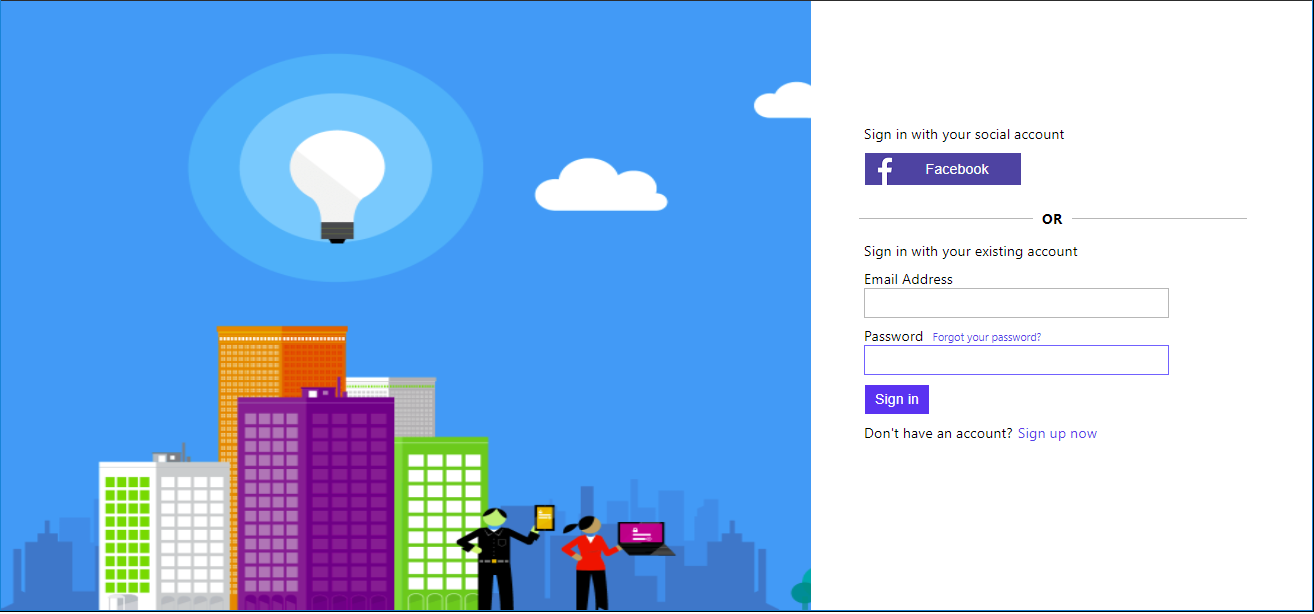 Sign in with your social account
Facebook
OR
Sign in with your existing account
Email Address
Password Forgot your password?
Sign in
Don't have an account? Sign up now